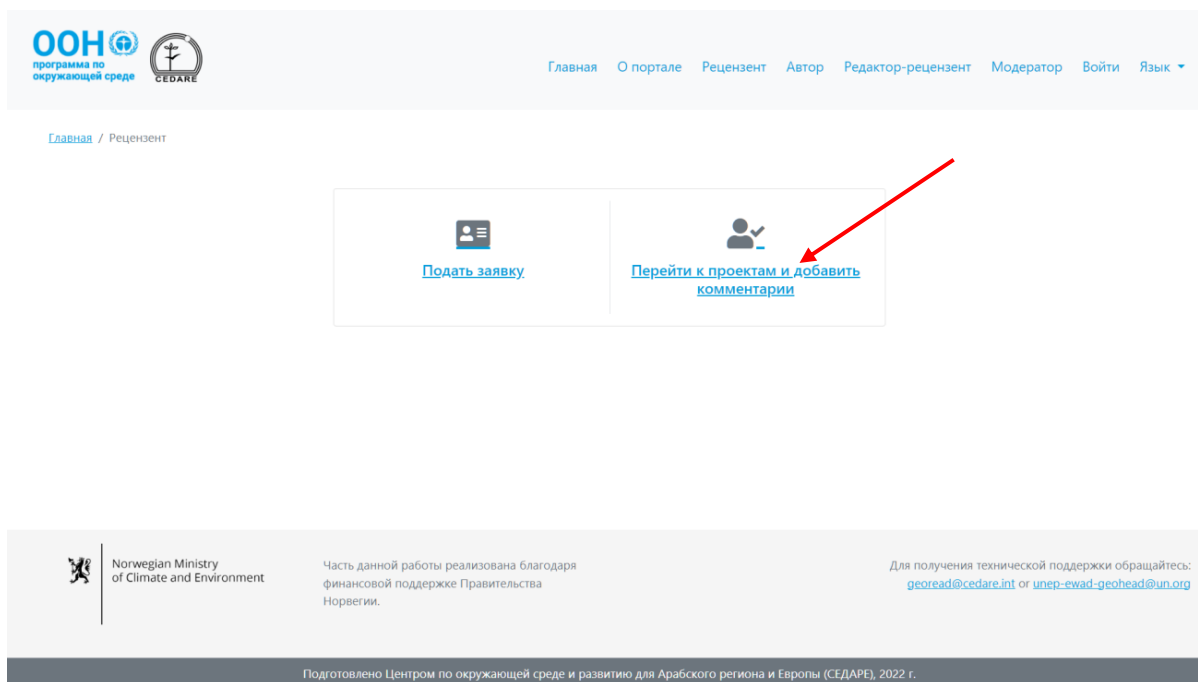 ООН
программа по
окружающей среде
CEDARE
Главная О портале Рецензент Автор Редактор-рецензент Модератор Войти Язык
Главная / Рецензент
Подать заявку
Перейти к проектам и добавить
комментарии
Norwegian Ministry
of Climate and Environment
Часть данной работы реализована благодаря
финансовой поддержке Правительства
Норвегии.
Для получения технической поддержки обращайтесь:
georead@cedare.int or unep-ewad-geohead@un.org
Подготовлено Центром по окружающей среде и развитию для Арабского региона и Европы (СЕДАРЕ), 2022 г.